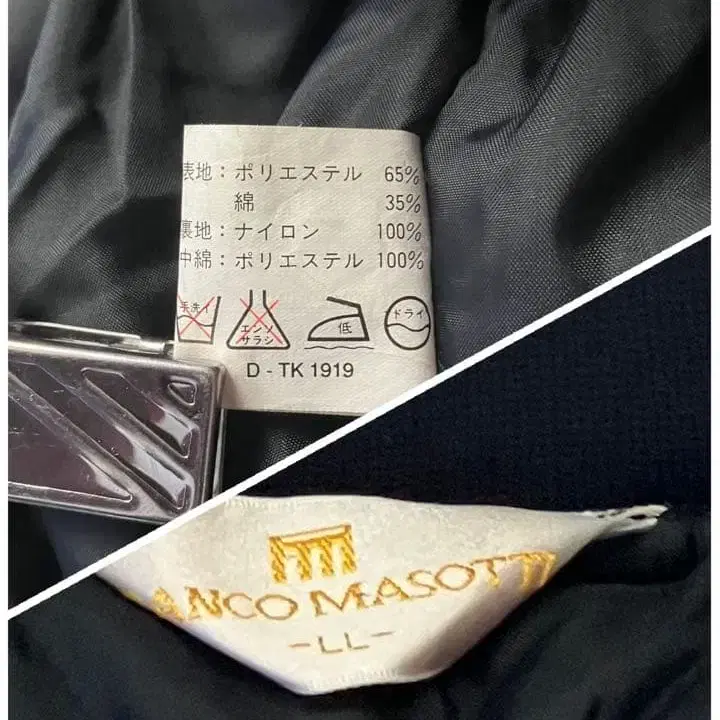 表地：ポリエステル 65%
綿 35%
裏地：ナイロン 100%
中綿：ポリエステル 100%
手洗イ
エンソ
サラシ
低
ドライ
D - TK 1919
ANCO MASOTTI
-LL-